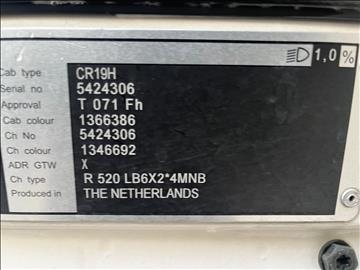 1,0 %
Cab type CR19H
Serial no 5424306
Approval T 071 Fh
Cab colour 1366386
Ch No 5424306
Ch colour 1346692
ADR GTW X
Ch type R 520 LB6X2*4MNB
Produced in THE NETHERLANDS